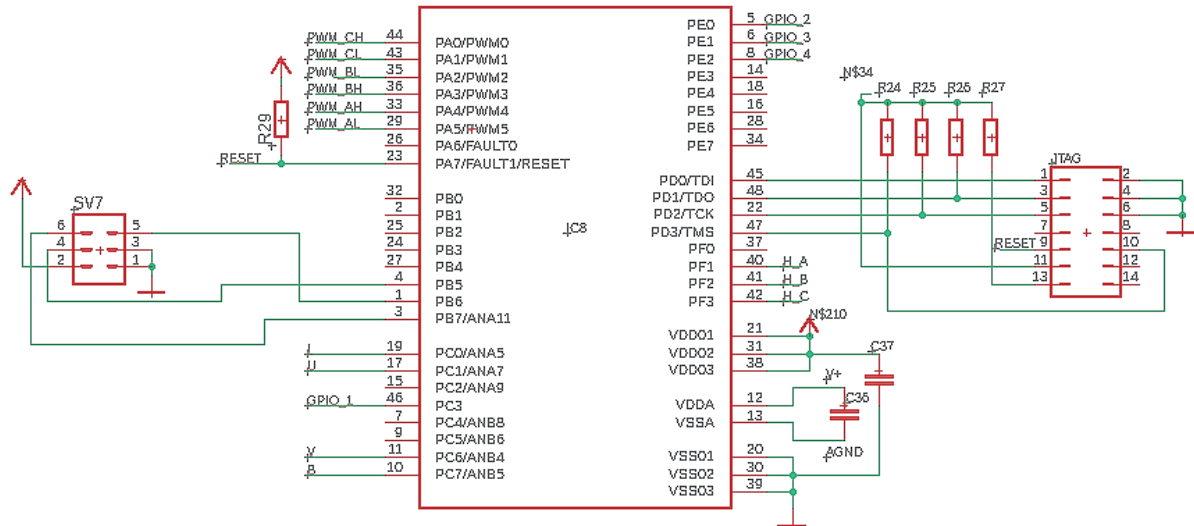 PWM_CH 44 PA0/PWM0
PWM_CL 43 PA1/PWM1
PWM_BL 35 PA2/PWM2
PWM_BH 36 PA3/PWM3
PWM_AH 33 PA4/PWM4
PWM_AL 29 PA5/PWM5
26 PA6/FAULT0
RESET 23 PA7/FAULT1/RESET
R29
32 PB0
2 PB1
25 PB2
24 PB3
27 PB4
4 PB5
1 PB6
3 PB7/ANA11
SV7
6 5
4 3
2 1
I 19 PC0/ANA5
U 17 PC1/ANA7
15 PC2/ANA9
GPIO_1 46 PC3
7 PC4/ANB8
9 PC5/ANB6
V 11 PC6/ANB4
B 10 PC7/ANB5
IC8
PE0 5 GPIO_2
PE1 6 GPIO_3
PE2 8 GPIO_4
PE3 14
PE4 18
PE5 16
PE6 28
PE7 34
PD0/TDI 45
PD1/TDO 48
PD2/TCK 22
PD3/TMS 47
PF0 37
PF1 40 H_A
PF2 41 H_B
PF3 42 H_C
VDDO1 21
VDDO2 31
VDDO3 38
VDDA 12
VSSA 13
VSSO1 20
VSSO2 30
VSSO3 39
N$34
R24 R25 R26 R27
JTAG
1 2
3 4
5 6
7 8
RESET 9 10
11 12
13 14
N$210
C37
V+
C36
AGND